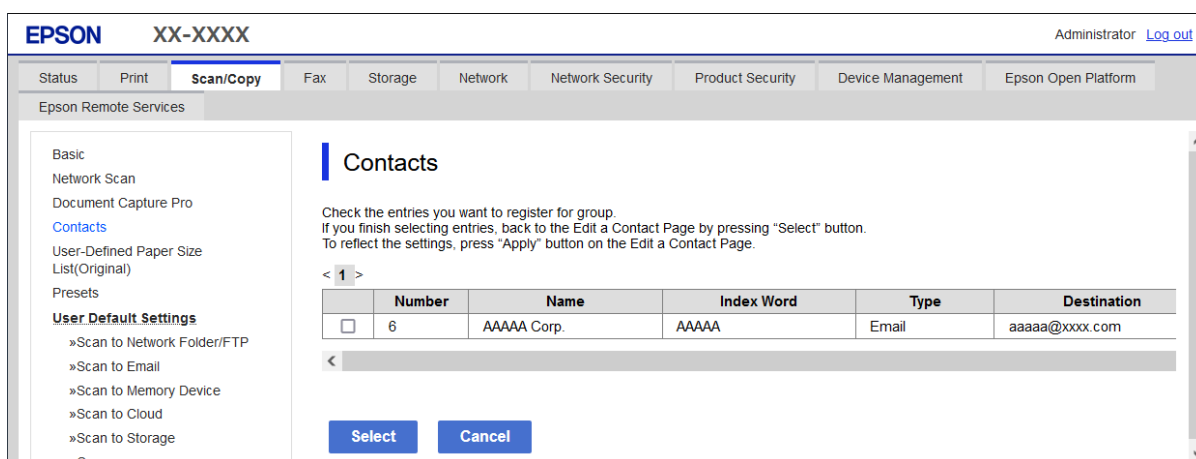 EPSON XX-XXXX Administrator Log out
Status Print Scan/Copy Fax Storage Network Network Security Product Security Device Management Epson Open Platform
Epson Remote Services
Basic
Network Scan
Document Capture Pro
Contacts
User-Defined Paper Size
List(Original)
Presets
User Default Settings
»Scan to Network Folder/FTP
»Scan to Email
»Scan to Memory Device
»Scan to Cloud
»Scan to Storage
Contacts
Check the entries you want to register for group.
If you finish selecting entries, back to the Edit a Contact Page by pressing “Select” button.
To reflect the settings, press “Apply” button on the Edit a Contact Page.
< 1 >
Number Name Index Word Type Destination
6 AAAAA Corp. AAAAA Email aaaaa@xxxx.com
Select Cancel